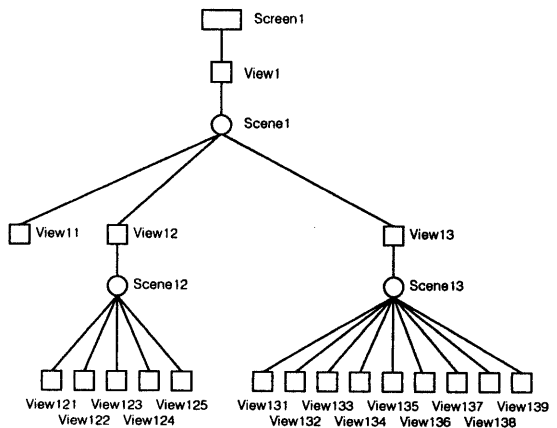 Screen1
View1
Scene1
View11 View12 View13
Scene12 Scene13
View121 View123 View125 View131 View133 View135 View137 View139
View122 View124 View132 View134 View136 View138